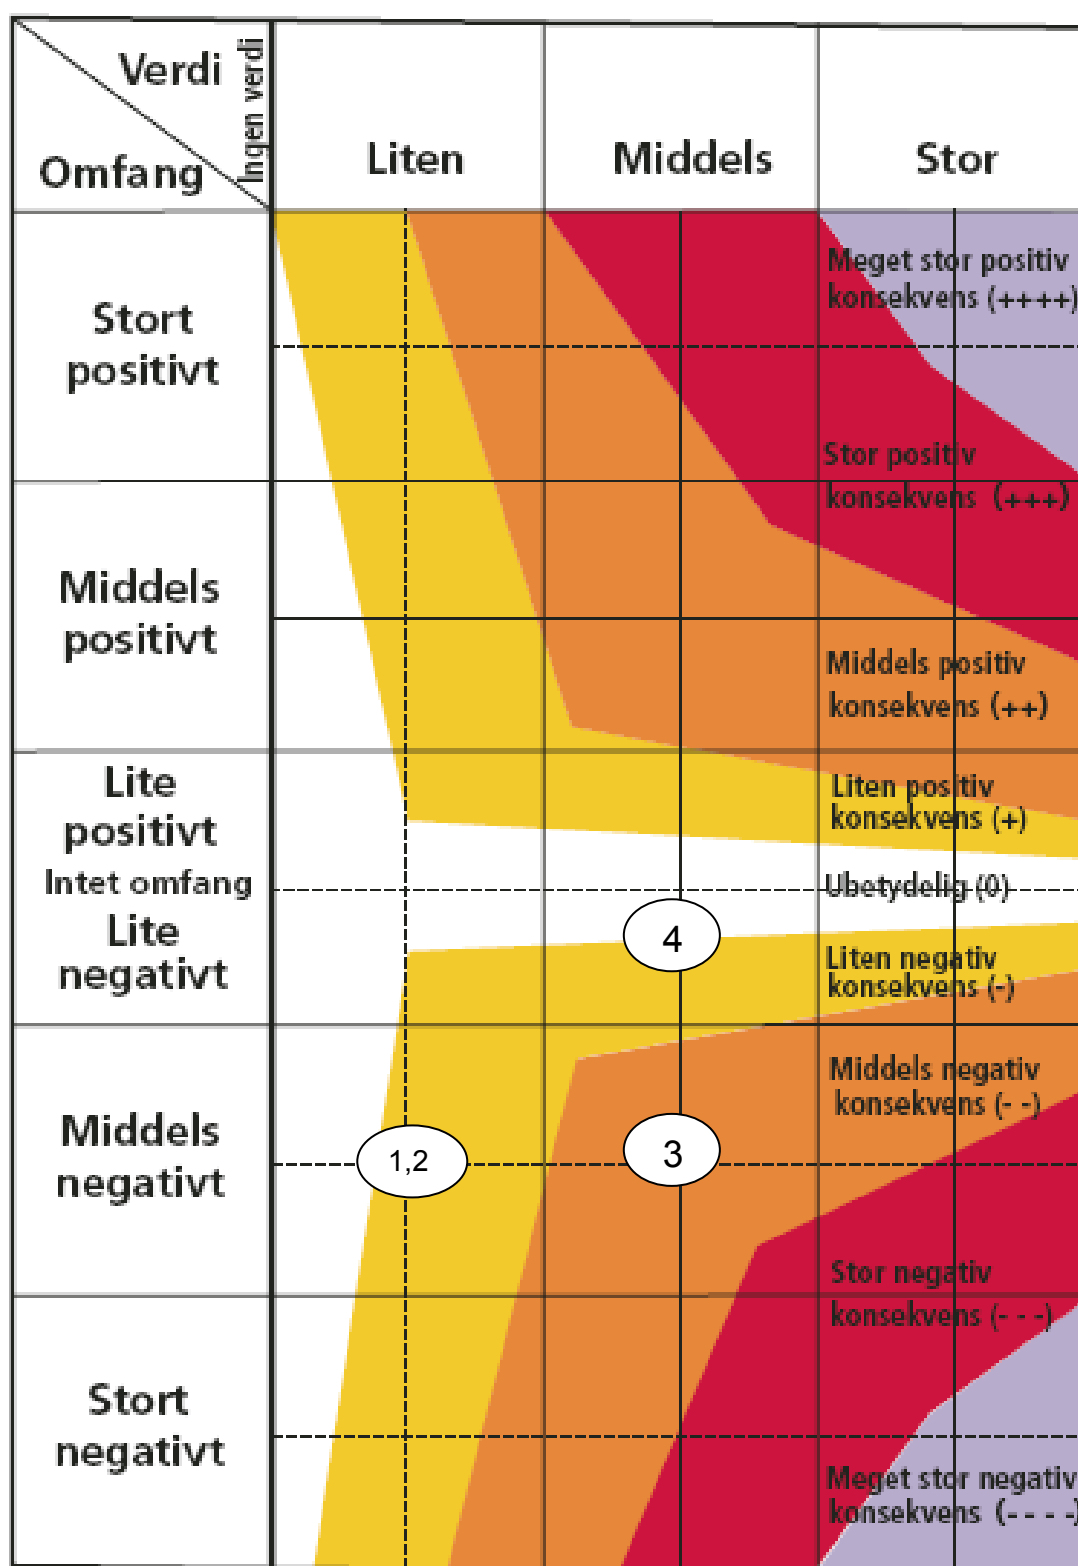 Verdi
Ingen verdi
Omfang
Liten
Middels
Stor
Stort
positivt
Meget stor positiv
konsekvens (++++)
Stor positiv
konsekvens (+++)
Middels
positivt
Middels positiv
konsekvens (++)
Lite
positivt
Intet omfang
Lite
negativt
Liten positiv
konsekvens (+)
Ubetydelig (0)
4
Liten negativ
konsekvens (-)
Middels
negativt
Middels negativ
konsekvens (- -)
1,2
3
Stor negativ
konsekvens (- - -)
Stort
negativt
Meget stor negativ
konsekvens (- - - -)